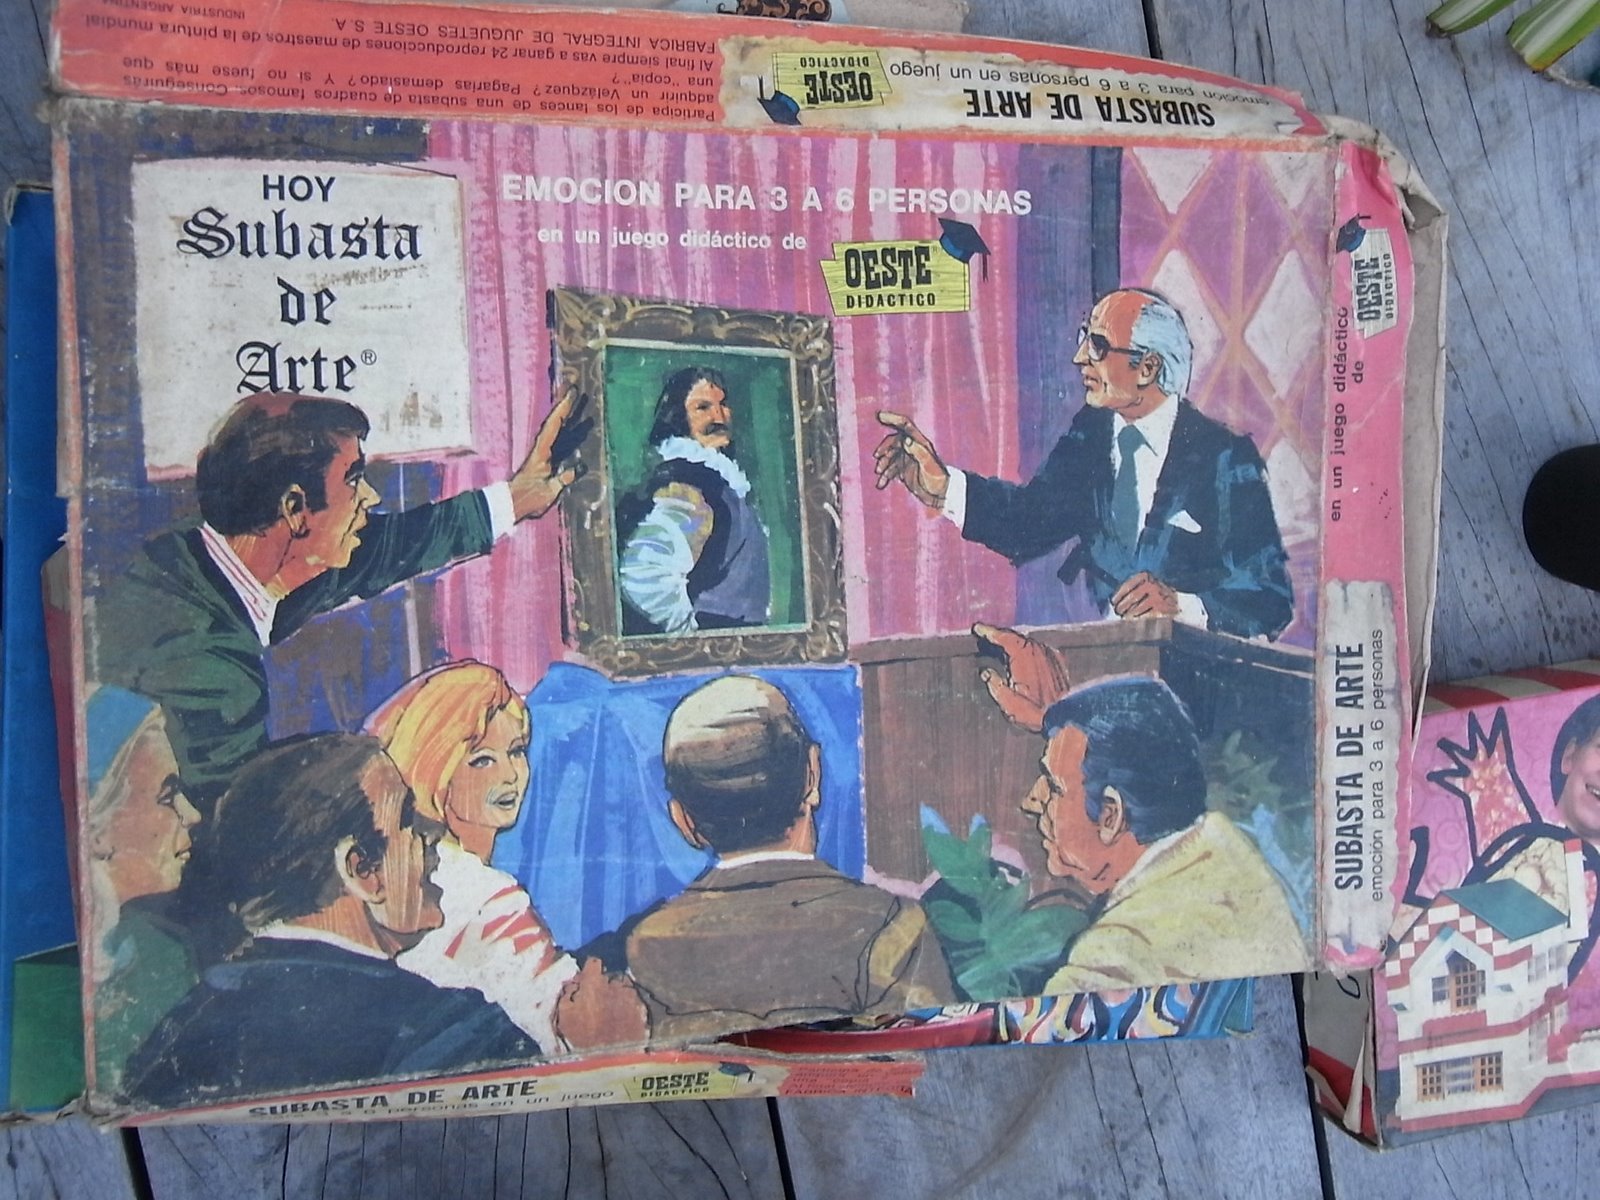 HOY
Subasta
de
Arte®
EMOCION PARA 3 A 6 PERSONAS
en un juego didáctico de
OESTE
DIDACTICO
Participa de los lances de una subasta de cuadros famosos. Conseguirás
adquirir un Velázquez? Pagarías demasiado? Y si no fuese más que
una "copia"?
Al final siempre vas a ganar 24 reproducciones de maestros de la pintura mundial
FABRICA INTEGRAL DE JUGUETES OESTE S.A.
INDUSTRIA ARGENTINA
SUBASTA DE ARTE
emoción para 3 a 6 personas en un juego
OESTE
DIDACTICO
SUBASTA DE ARTE
emoción para 3 a 6 personas
en un juego didáctico
de
OESTE
DIDACTICO
SUBASTA DE ARTE
3 a 6 personas en un juego
OESTE
DIDACTICO